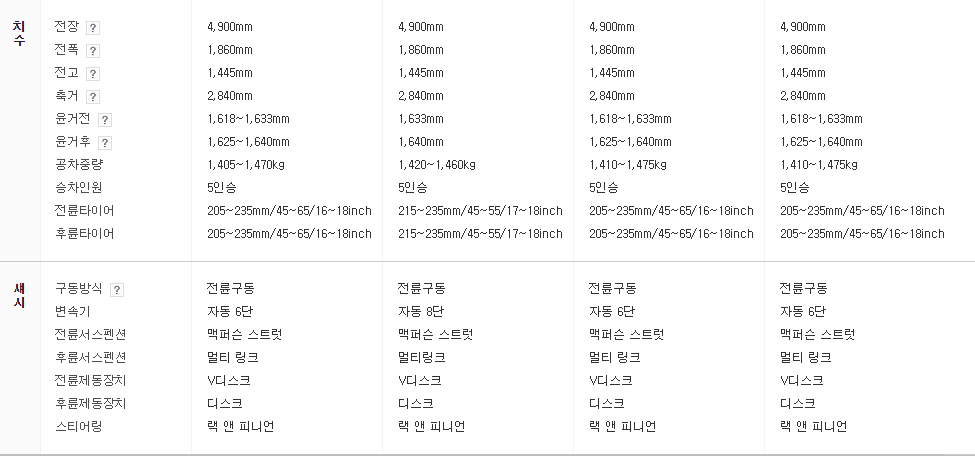 치수
전장 ? 4,900mm 4,900mm 4,900mm 4,900mm
전폭 ? 1,860mm 1,860mm 1,860mm 1,860mm
전고 ? 1,445mm 1,445mm 1,445mm 1,445mm
축거 ? 2,840mm 2,840mm 2,840mm 2,840mm
윤거전 ? 1,618~1,633mm 1,633mm 1,618~1,633mm 1,618~1,633mm
윤거후 ? 1,625~1,640mm 1,640mm 1,625~1,640mm 1,625~1,640mm
공차중량 1,405~1,470kg 1,420~1,460kg 1,410~1,475kg 1,410~1,475kg
승차인원 5인승 5인승 5인승 5인승
전륜타이어 205~235mm/45~65/16~18inch 215~235mm/45~55/17~18inch 205~235mm/45~65/16~18inch 205~235mm/45~65/16~18inch
후륜타이어 205~235mm/45~65/16~18inch 215~235mm/45~55/17~18inch 205~235mm/45~65/16~18inch 205~235mm/45~65/16~18inch
섀시
구동방식 ? 전륜구동 전륜구동 전륜구동 전륜구동
변속기 자동 6단 자동 8단 자동 6단 자동 6단
전륜서스펜션 맥퍼슨 스트럿 맥퍼슨 스트럿 맥퍼슨 스트럿 맥퍼슨 스트럿
후륜서스펜션 멀티 링크 멀티링크 멀티 링크 멀티 링크
전륜제동장치 V디스크 V디스크 V디스크 V디스크
후륜제동장치 디스크 디스크 디스크 디스크
스티어링 랙 앤 피니언 랙 앤 피니언 랙 앤 피니언 랙 앤 피니언